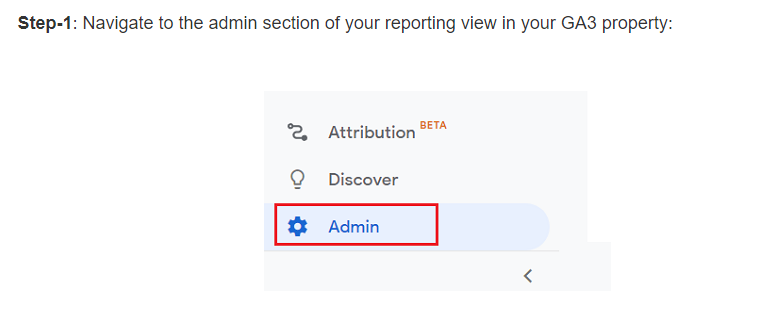 Step-1: Navigate to the admin section of your reporting view in your GA3 property:
Attribution BETA
Discover
Admin